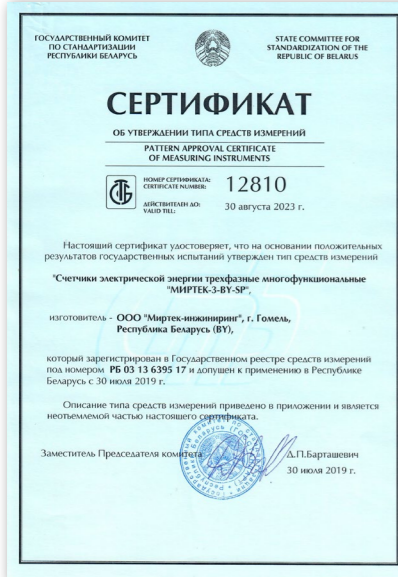 ГОСУДАРСТВЕННЫЙ КОМИТЕТ
ПО СТАНДАРТИЗАЦИИ
РЕСПУБЛИКИ БЕЛАРУСЬ
STATE COMMITTEE FOR
STANDARDIZATION OF THE
REPUBLIC OF BELARUS
СЕРТИФИКАТ
ОБ УТВЕРЖДЕНИИ ТИПА СРЕДСТВ ИЗМЕРЕНИЙ
PATTERN APPROVAL CERTIFICATE
OF MEASURING INSTRUMENTS
НОМЕР СЕРТИФИКАТА:
CERTIFICATE NUMBER:
12810
ДЕЙСТВИТЕЛЕН ДО:
VALID TILL:
30 августа 2023 г.
Настоящий сертификат удостоверяет, что на основании положительных
результатов государственных испытаний утвержден тип средств измерений
"Счетчики электрической энергии трехфазные многофункциональные
"МИРТЕК-3-BY-SP",
изготовитель - ООО "Миртек-инжиниринг", г. Гомель,
Республика Беларусь (BY),
который зарегистрирован в Государственном реестре средств измерений
под номером РБ 03 13 6395 17 и допущен к применению в Республике
Беларусь с 30 июля 2019 г.
Описание типа средств измерений приведено в приложении и является
неотъемлемой частью настоящего сертификата.
Заместитель Председателя комитета
Д.П.Барташевич
30 июля 2019 г.